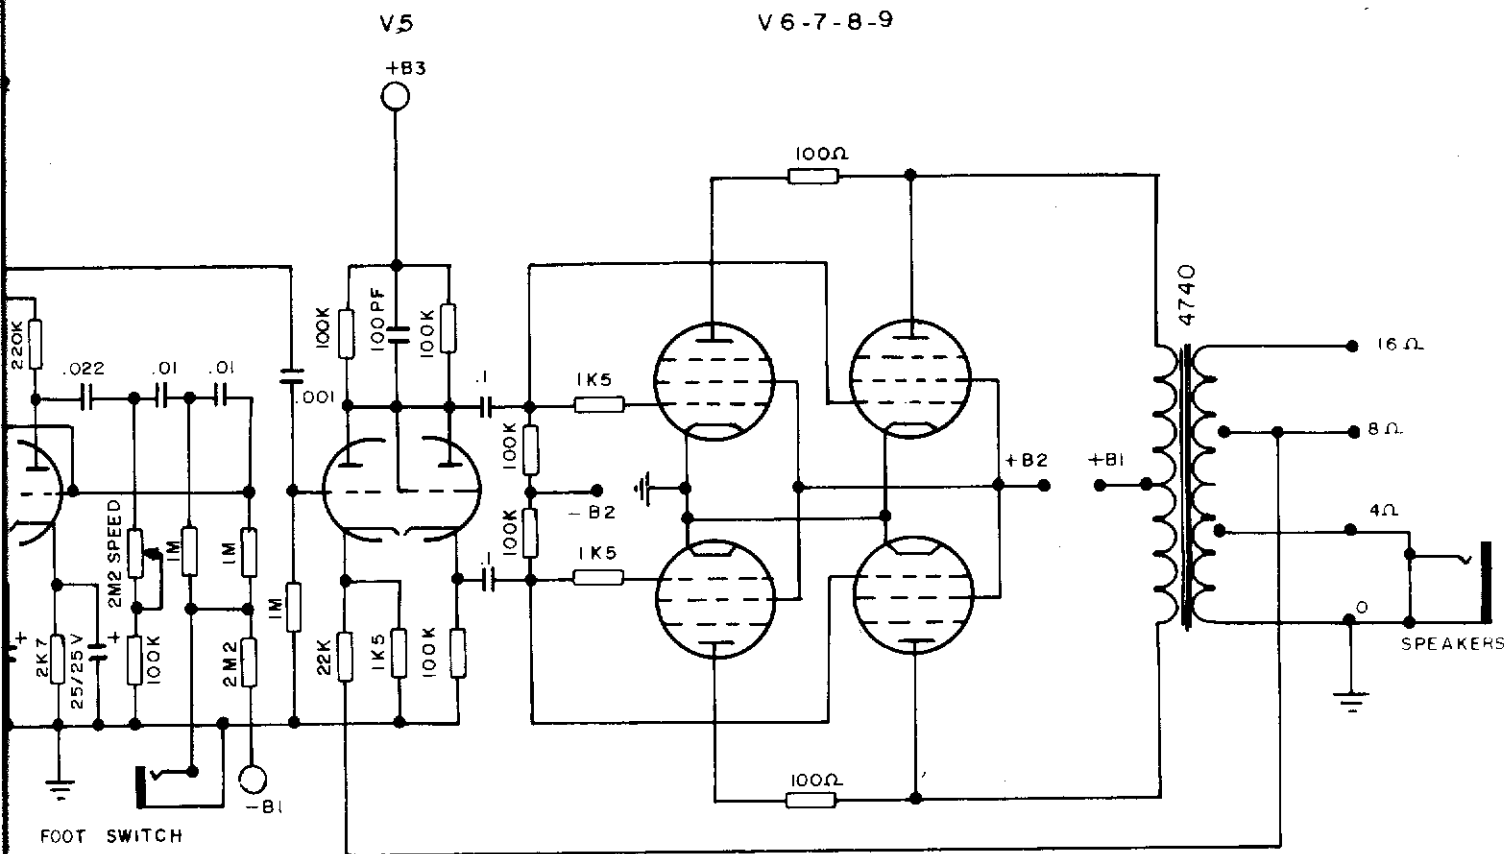 V5
V6-7-8-9
+B3
100Ω
4740
220K
.022
.01
.01
.001
100K
100PF
100K
.1
1K5
16Ω
8Ω
100K
+B2
+B1
-B2
4Ω
2M2 SPEED
1M
1M
1M
100K
1K5
.1
0
+
2K7
25/25V
+
100K
2M2
22K
1K5
100K
SPEAKERS
100Ω
-B1
FOOT SWITCH